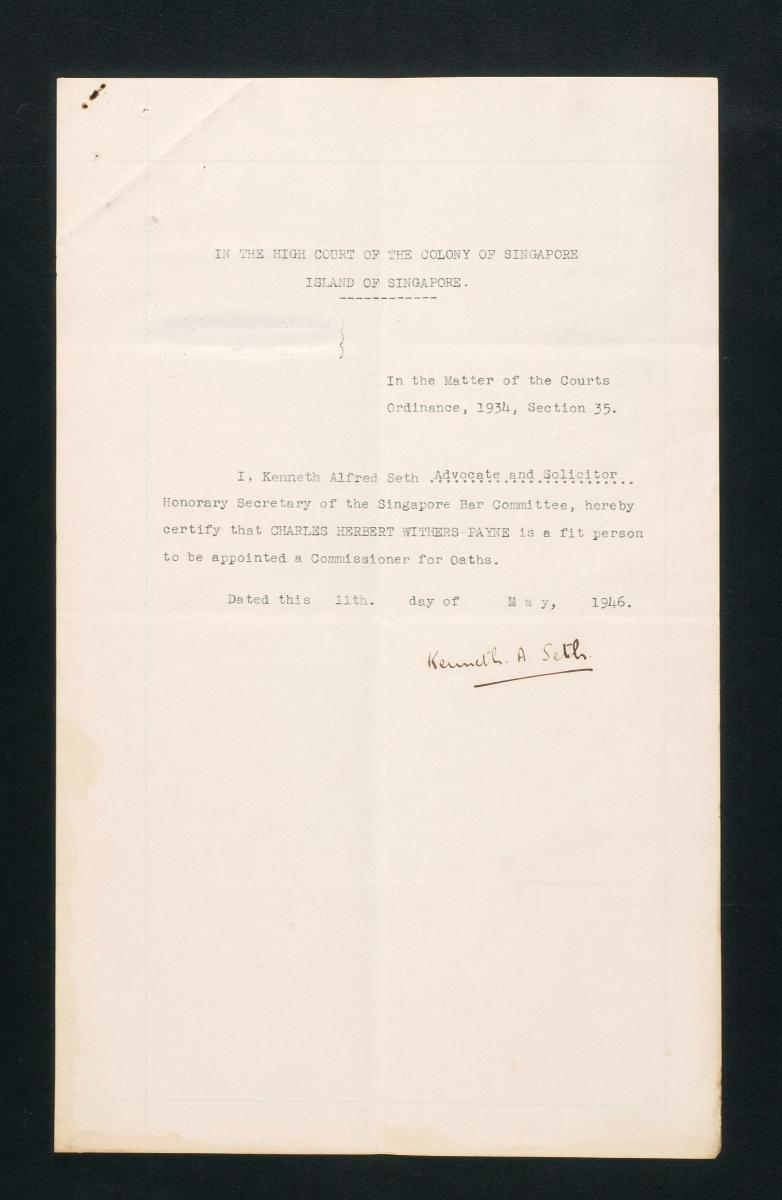 IN THE HIGH COURT OF THE COLONY OF SINGAPORE
ISLAND OF SINGAPORE.
------------
In the Matter of the Courts
Ordinance, 1934, Section 35.
I, Kenneth Alfred Seth Advocate and Solicitor
Honorary Secretary of the Singapore Bar Committee, hereby
certify that CHARLES HERBERT WITHERS-PAYNE is a fit person
to be appointed a Commissioner for Oaths.
Dated this 11th. day of M a y, 1946.
Kenneth. A. Seth.